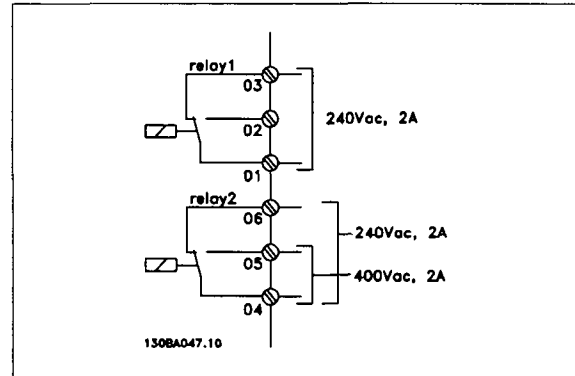 relay1
03
02
240Vac, 2A
01
relay2
06
240Vac, 2A
05
400Vac, 2A
04
130BA047.10